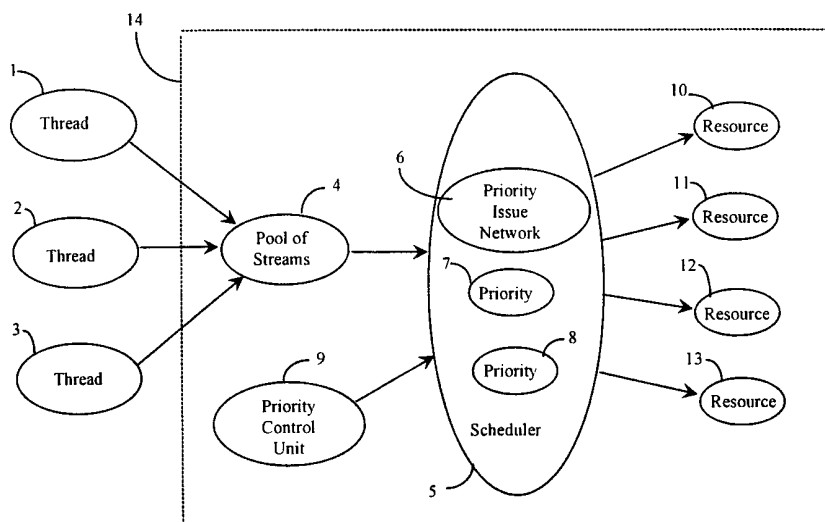 14
1
Thread
2
Thread
3
Thread
4
Pool of
Streams
9
Priority
Control
Unit
6
Priority
Issue
Network
7
Priority
8
Priority
Scheduler
5
10
Resource
11
Resource
12
Resource
13
Resource